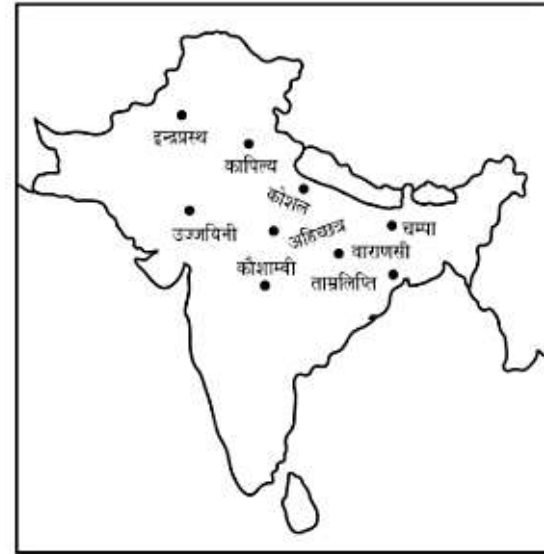 इन्द्रप्रस्थ
कापिल्य
कोशल
उज्जयिनी
अहिच्छत्र
चम्पा
वाराणसी
कौशाम्बी
ताम्रलिप्ति